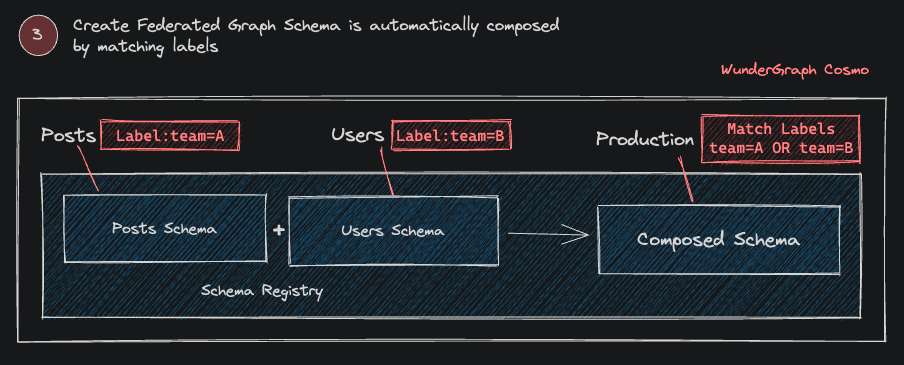 3
Create Federated Graph Schema is automatically composed
by matching labels
WunderGraph Cosmo
Posts
Label:team=A
Users
Label:team=B
Production
Match Labels
team=A OR team=B
Posts Schema
+
Users Schema
Composed Schema
Schema Registry